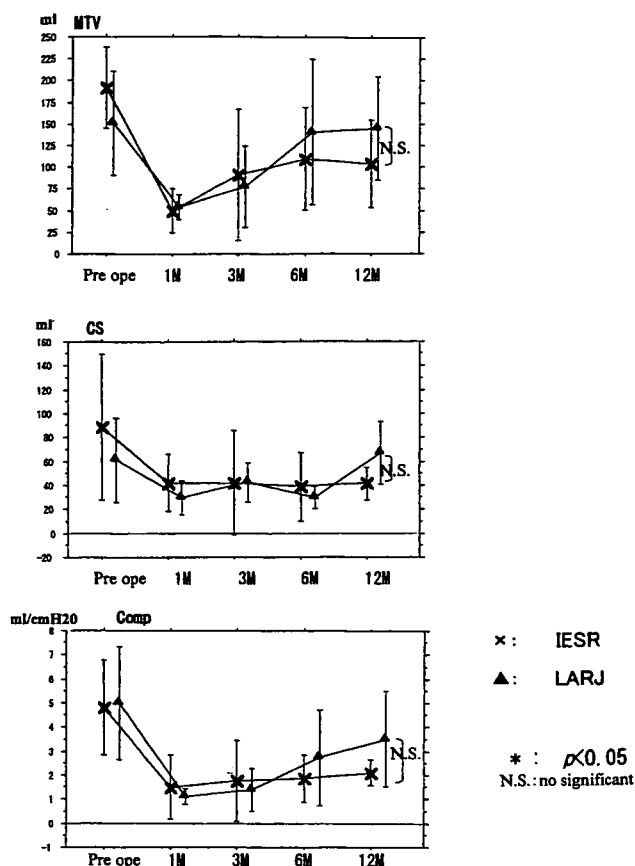 ml MTV
250
225
200
175
150
125
100
75
50
25
0
N.S.
Pre ope 1M 3M 6M 12M
ml CS
160
140
120
100
80
60
40
20
0
-20
N.S.
Pre ope 1M 3M 6M 12M
ml/cmH20 Comp
8
7
6
5
4
3
2
1
0
-1
N.S.
Pre ope 1M 3M 6M 12M
×: IESR
▲: LARJ
* : p<0.05
N.S.:no significant